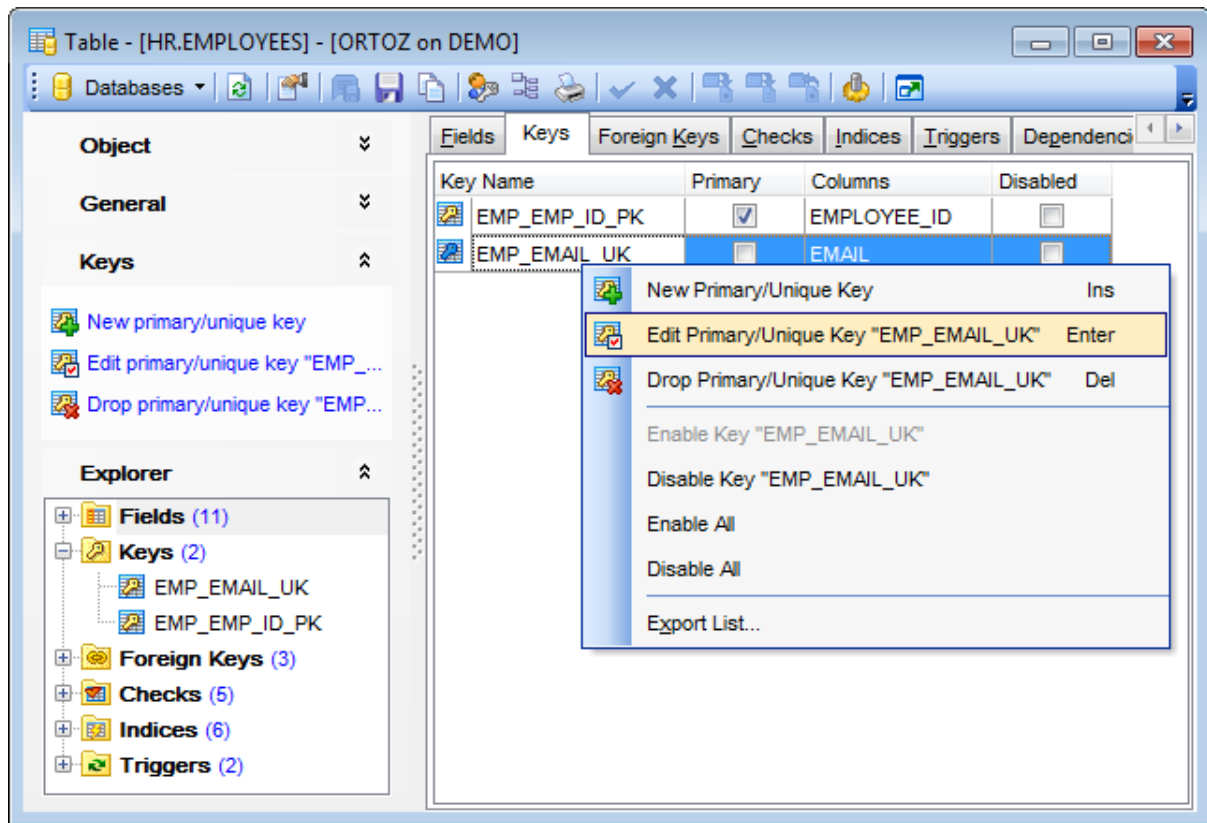 Table - [HR.EMPLOYEES] - [ORTOZ on DEMO]
Databases
Object
General
Keys
New primary/unique key
Edit primary/unique key "EMP_...
Drop primary/unique key "EMP...
Explorer
Fields (11)
Keys (2)
EMP_EMAIL_UK
EMP_EMP_ID_PK
Foreign Keys (3)
Checks (5)
Indices (6)
Triggers (2)
Fields Keys Foreign Keys Checks Indices Triggers Dependenci
Key Name Primary Columns Disabled
EMP_EMP_ID_PK EMPLOYEE_ID
EMP_EMAIL_UK EMAIL
New Primary/Unique Key Ins
Edit Primary/Unique Key "EMP_EMAIL_UK" Enter
Drop Primary/Unique Key "EMP_EMAIL_UK" Del
Enable Key "EMP_EMAIL_UK"
Disable Key "EMP_EMAIL_UK"
Enable All
Disable All
Export List...